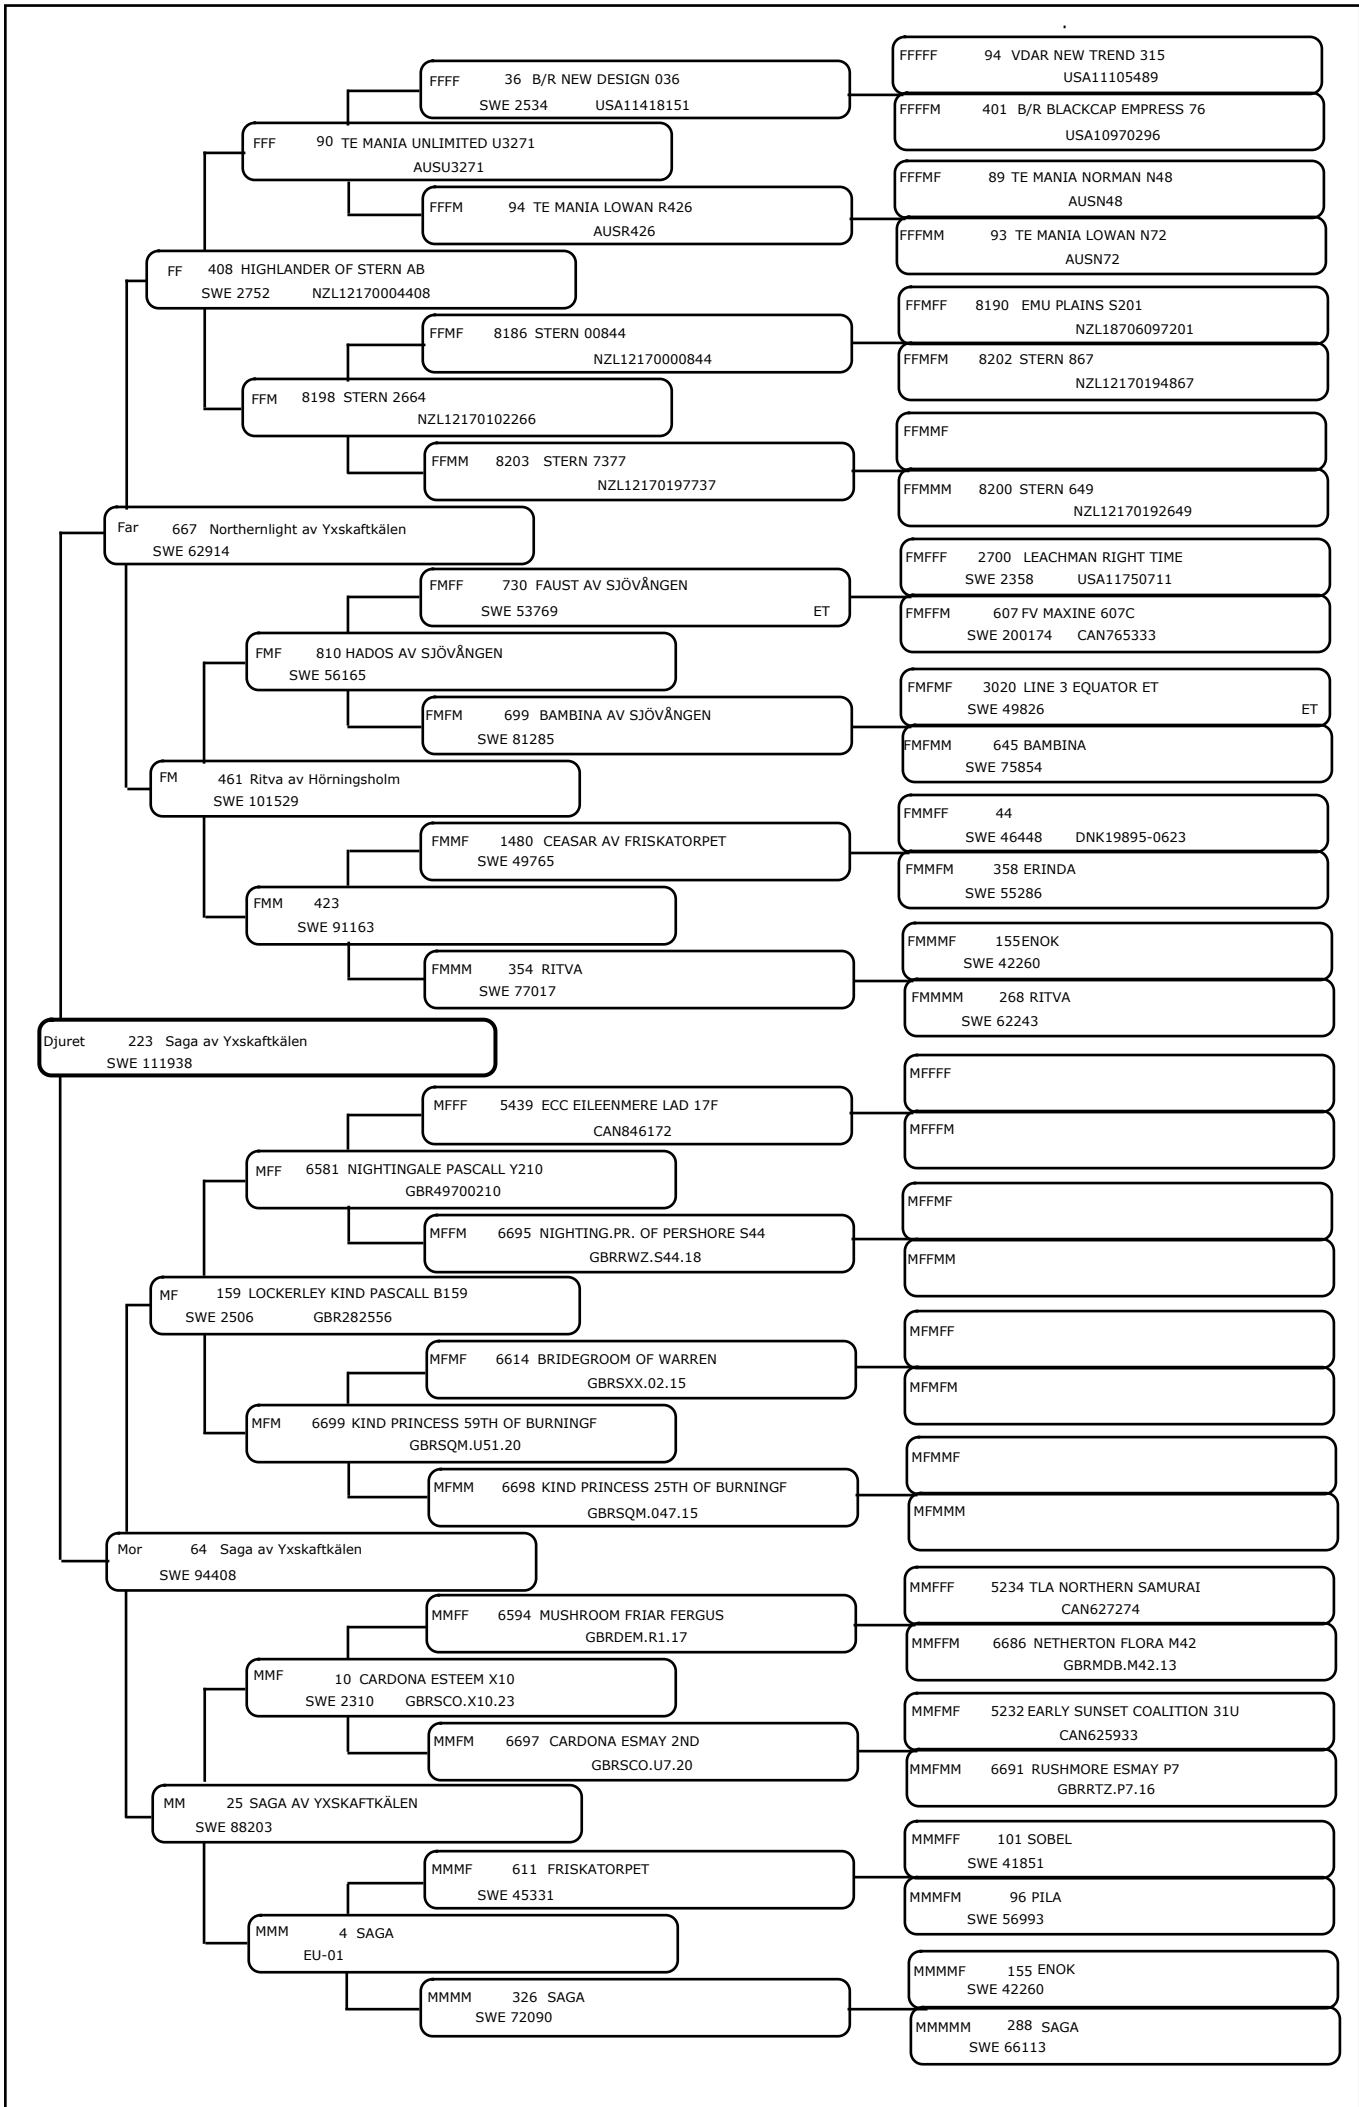 FFFFF 94 VDAR NEW TREND 315
USA11105489
FFFF 36 B/R NEW DESIGN 036
SWE 2534 USA11418151
FFFFM 401 B/R BLACKCAP EMPRESS 76
USA10970296
FFF 90 TE MANIA UNLIMITED U3271
AUSU3271
FFFMF 89 TE MANIA NORMAN N48
AUSN48
FFFM 94 TE MANIA LOWAN R426
AUSR426
FFFMM 93 TE MANIA LOWAN N72
AUSN72
FF 408 HIGHLANDER OF STERN AB
SWE 2752 NZL12170004408
FFMFF 8190 EMU PLAINS S201
NZL18706097201
FFMF 8186 STERN 00844
NZL12170000844
FFMFM 8202 STERN 867
NZL12170194867
FFM 8198 STERN 2664
NZL12170102266
FFMMF
FFMM 8203 STERN 7377
NZL12170197737
FFMMM 8200 STERN 649
NZL12170192649
Far 667 Northernlight av Yxskaftkälen
SWE 62914
FMFFF 2700 LEACHMAN RIGHT TIME
SWE 2358 USA11750711
FMFF 730 FAUST AV SJÖVÅNGEN
SWE 53769 ET
FMFFM 607 FV MAXINE 607C
SWE 200174 CAN765333
FMF 810 HADOS AV SJÖVÅNGEN
SWE 56165
FMFMF 3020 LINE 3 EQUATOR ET
SWE 49826 ET
FMFM 699 BAMBINA AV SJÖVÅNGEN
SWE 81285
FMFMM 645 BAMBINA
SWE 75854
FM 461 Ritva av Hörningsholm
SWE 101529
FMMFF 44
SWE 46448 DNK19895-0623
FMMF 1480 CEASAR AV FRISKATORPET
SWE 49765
FMMFM 358 ERINDA
SWE 55286
FMM 423
SWE 91163
FMMMF 155ENOK
SWE 42260
FMMM 354 RITVA
SWE 77017
FMMMM 268 RITVA
SWE 62243
Djuret 223 Saga av Yxskaftkälen
SWE 111938
MFFFF
MFFF 5439 ECC EILEENMERE LAD 17F
CAN846172
MFFFM
MFF 6581 NIGHTINGALE PASCALL Y210
GBR49700210
MFFMF
MFFM 6695 NIGHTING.PR. OF PERSHORE S44
GBRRWZ.S44.18
MFFMM
MF 159 LOCKERLEY KIND PASCALL B159
SWE 2506 GBR282556
MFMFF
MFMF 6614 BRIDEGROOM OF WARREN
GBRSXX.02.15
MFMFM
MFM 6699 KIND PRINCESS 59TH OF BURNINGF
GBRSQM.U51.20
MFMMF
MFMM 6698 KIND PRINCESS 25TH OF BURNINGF
GBRSQM.047.15
MFMMM
Mor 64 Saga av Yxskaftkälen
SWE 94408
MMFFF 5234 TLA NORTHERN SAMURAI
CAN627274
MMFF 6594 MUSHROOM FRIAR FERGUS
GBRDEM.R1.17
MMFFM 6686 NETHERTON FLORA M42
GBRMDB.M42.13
MMF 10 CARDONA ESTEEM X10
SWE 2310 GBRSCO.X10.23
MMFMF 5232 EARLY SUNSET COALITION 31U
CAN625933
MMFM 6697 CARDONA ESMAY 2ND
GBRSCO.U7.20
MMFMM 6691 RUSHMORE ESMAY P7
GBRRTZ.P7.16
MM 25 SAGA AV YXSKAFTKÄLEN
SWE 88203
MMMFF 101 SOBEL
SWE 41851
MMMF 611 FRISKATORPET
SWE 45331
MMMFM 96 PILA
SWE 56993
MMM 4 SAGA
EU-01
MMMMF 155 ENOK
SWE 42260
MMMM 326 SAGA
SWE 72090
MMMMM 288 SAGA
SWE 66113